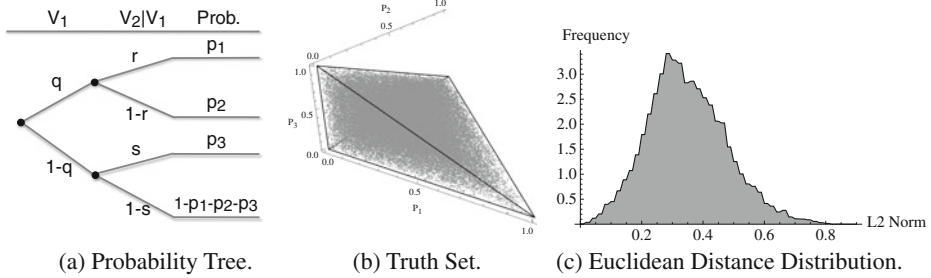 V1 V2|V1 Prob.
q
r
p1
1-r
p2
1-q
s
p3
1-s
1-p1-p2-p3
P2
0.0
0.5
1.0
1.0
0.5
0.0
P3
0.0
0.5
1.0
P1
Frequency
3.0
2.5
2.0
1.5
1.0
0.5
0.2 0.4 0.6 0.8
L2 Norm
(a) Probability Tree. (b) Truth Set. (c) Euclidean Distance Distribution.